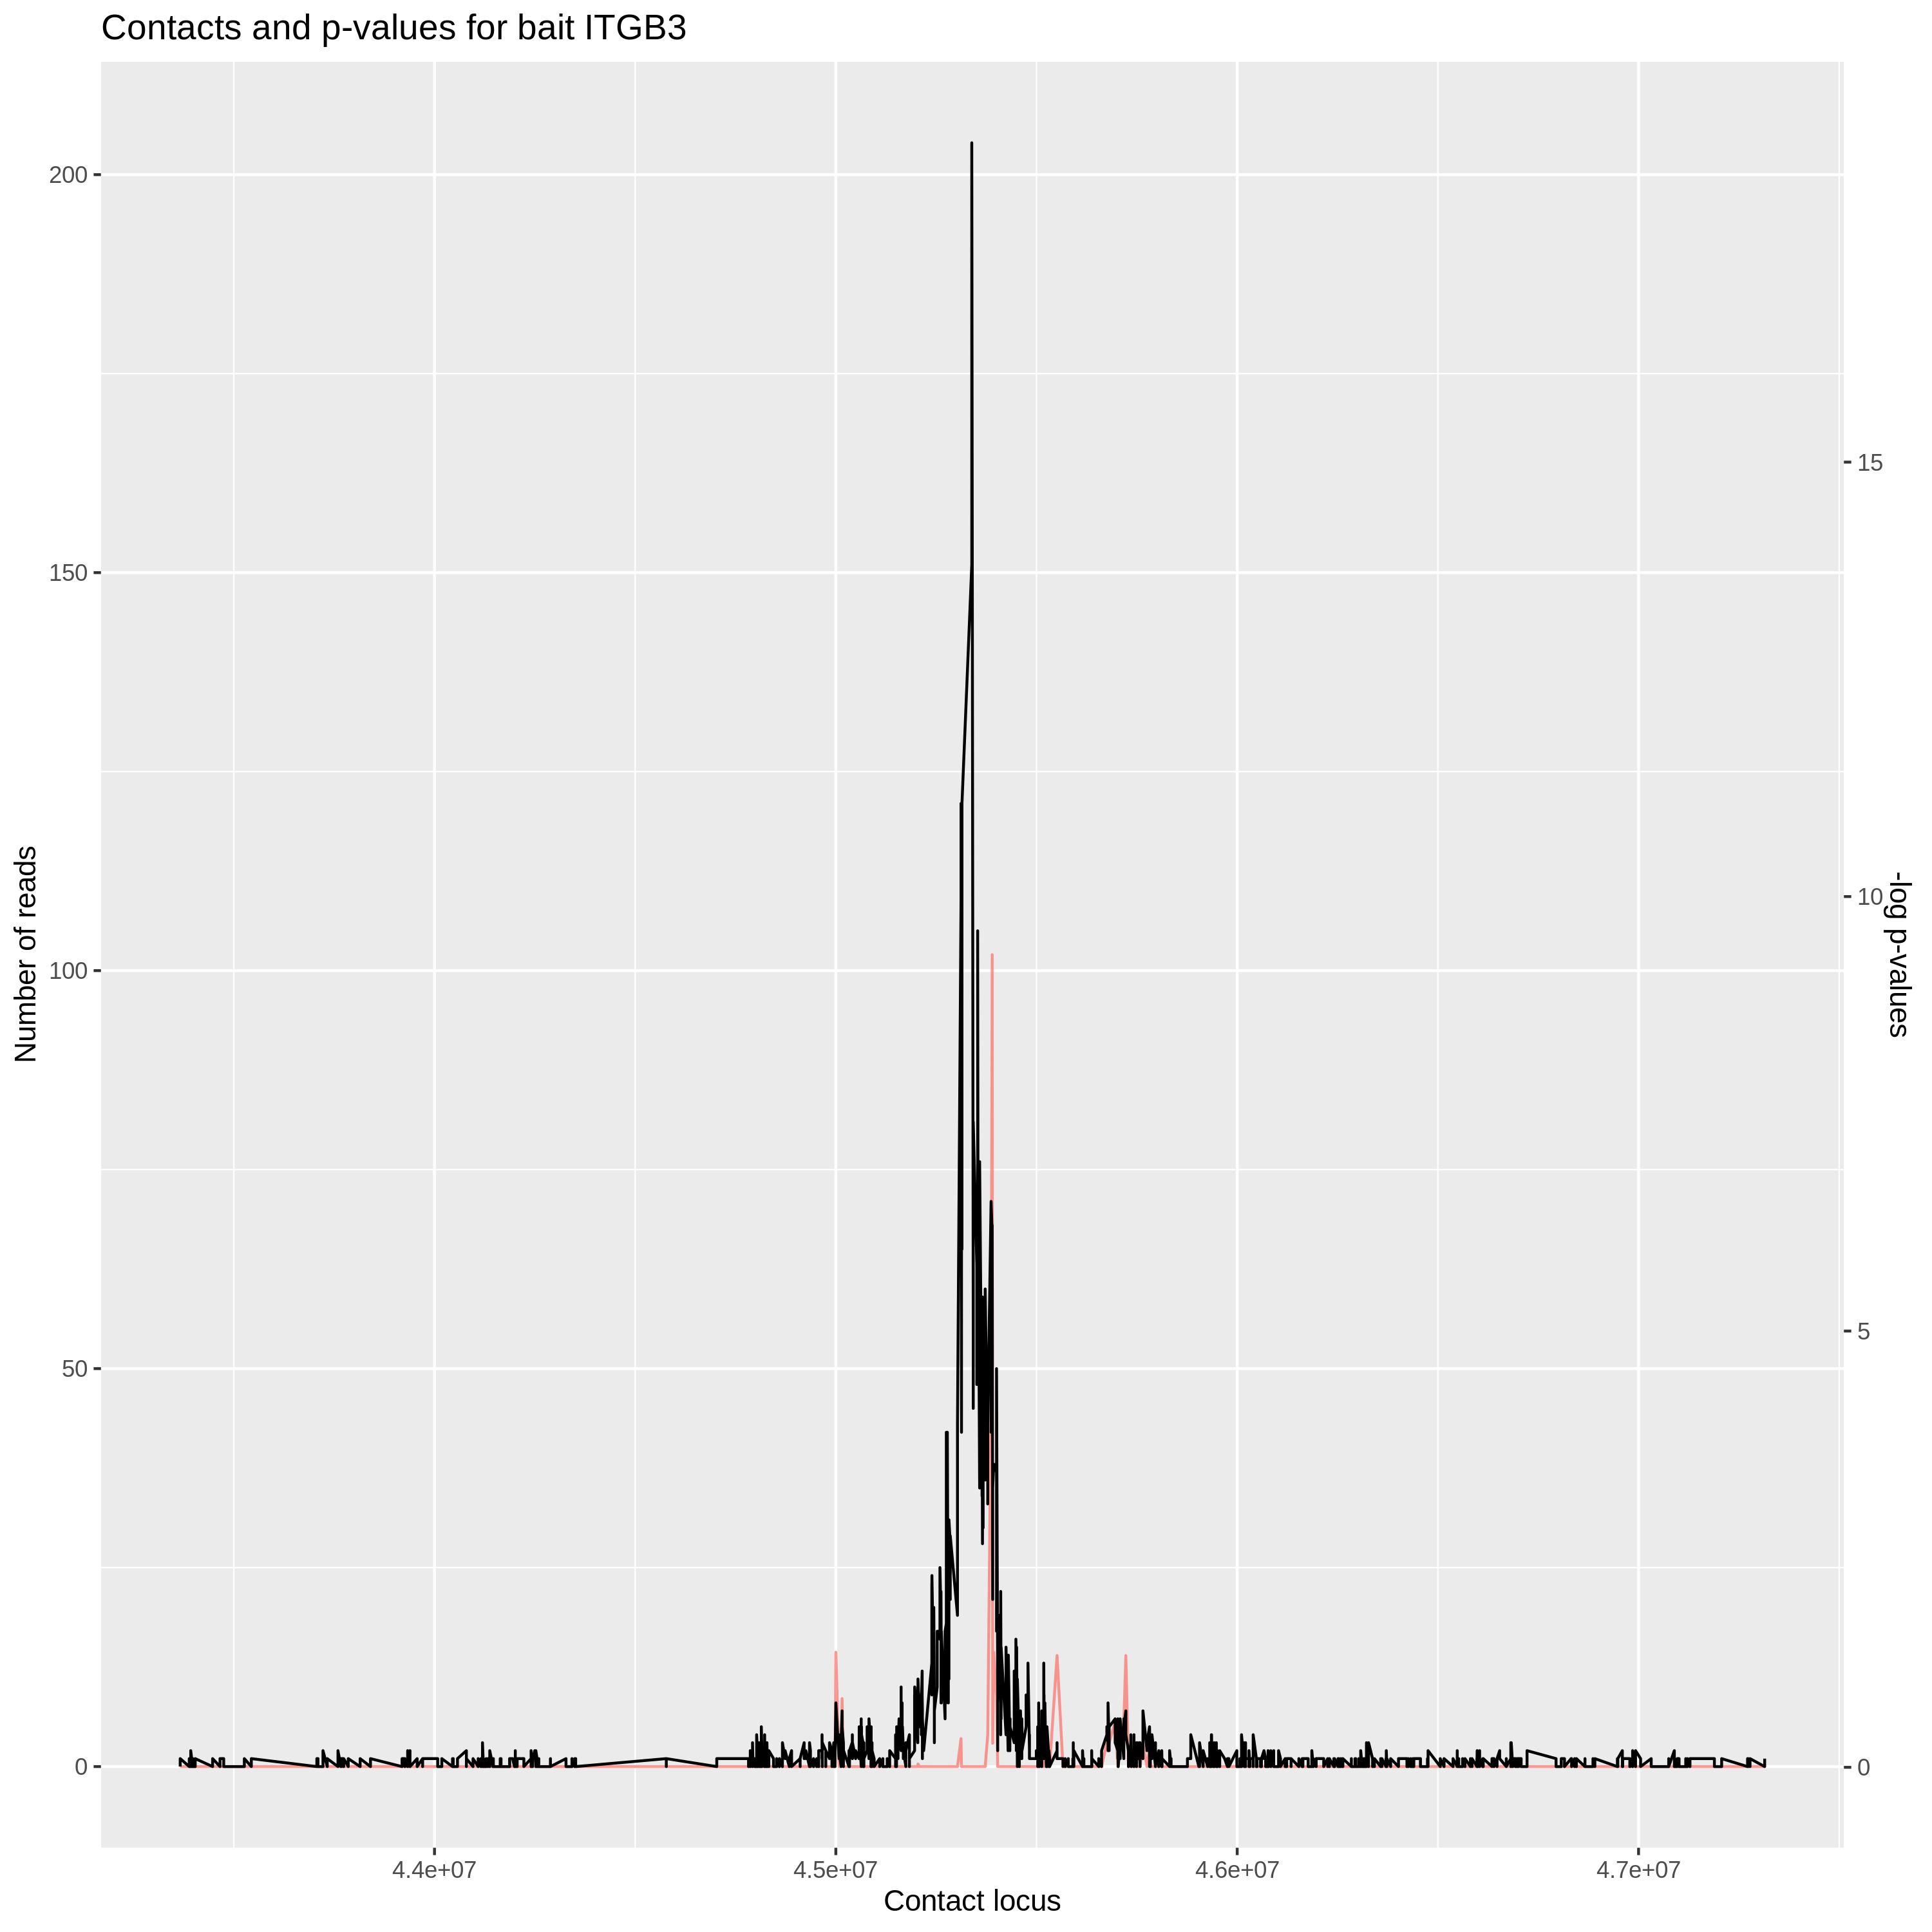 Contacts and p-values for bait ITGB3
200
150
100
50
0
Number of reads
15
10
5
0
-log p-values
4.4e+07
4.5e+07
4.6e+07
4.7e+07
Contact locus